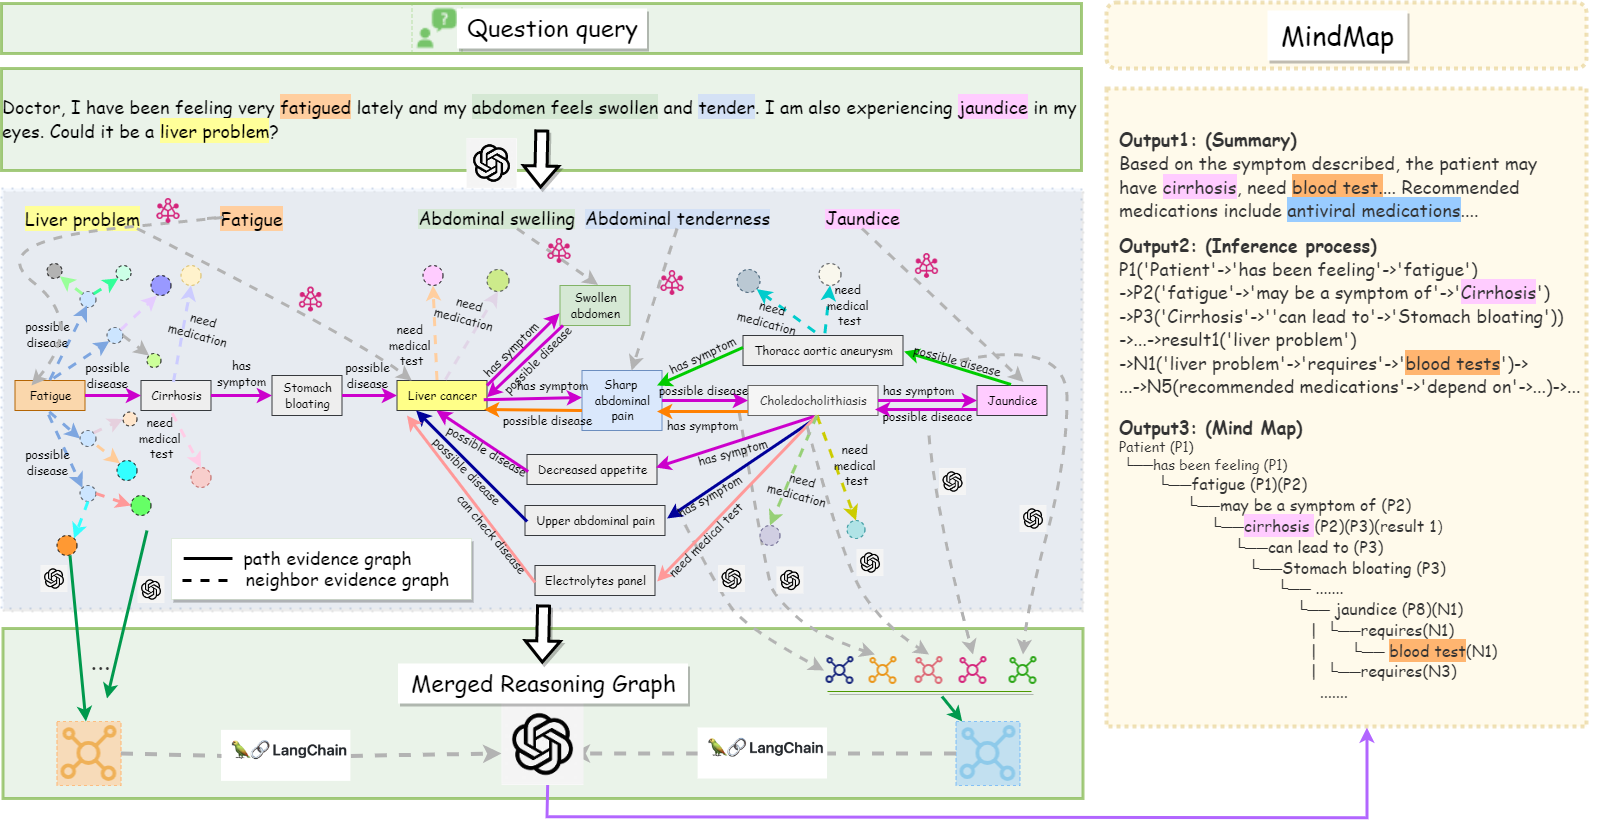 Question query
Doctor, I have been feeling very fatigued lately and my abdomen feels swollen and tender. I am also experiencing jaundice in my
eyes. Could it be a liver problem?
Liver problem
Fatigue
Abdominal swelling
Abdominal tenderness
Jaundice
possible
disease
need
medication
need
medical
test
need
medication
Swollen
abdomen
need
medication
need
medical
test
has symptom
possible disease
has symptom
Thoracc aortic aneurysm
possible disease
possible
disease
has
symptom
possible
disease
Fatigue
Cirrhosis
Stomach
bloating
Liver cancer
has symptom
possible disease
Sharp
abdominal
pain
possible disease
has symptom
Choledocholithiasis
has symptom
possible diseace
Jaundice
possible
disease
need
medical
test
possible disease
possible disease
can check disease
Decreased appetite
has symptom
Upper abdominal pain
has symptom
Electrolytes panel
need medical test
need
medication
need
medical
test
path evidence graph
neighbor evidence graph
...
Merged Reasoning Graph
LangChain
LangChain
MindMap
Output1: (Summary)
Based on the symptom described, the patient may
have cirrhosis, need blood test.... Recommended
medications include antiviral medications....
Output2: (Inference process)
P1('Patient'->'has been feeling'->'fatigue')
->P2('fatigue'->'may be a symptom of'->'Cirrhosis')
->P3('Cirrhosis'->''can lead to'->'Stomach bloating'))
->...->result1('liver problem')
->N1('liver problem'->'requires'->'blood tests')->
...->N5(recommended medications'->'depend on'->...)->...
Output3: (Mind Map)
Patient (P1)
└──has been feeling (P1)
└──fatigue (P1)(P2)
└──may be a symptom of (P2)
└──cirrhosis (P2)(P3)(result 1)
└──can lead to (P3)
└──Stomach bloating (P3)
└── .......
└── jaundice (P8)(N1)
| └──requires(N1)
| └── blood test(N1)
| └──requires(N3)
.......